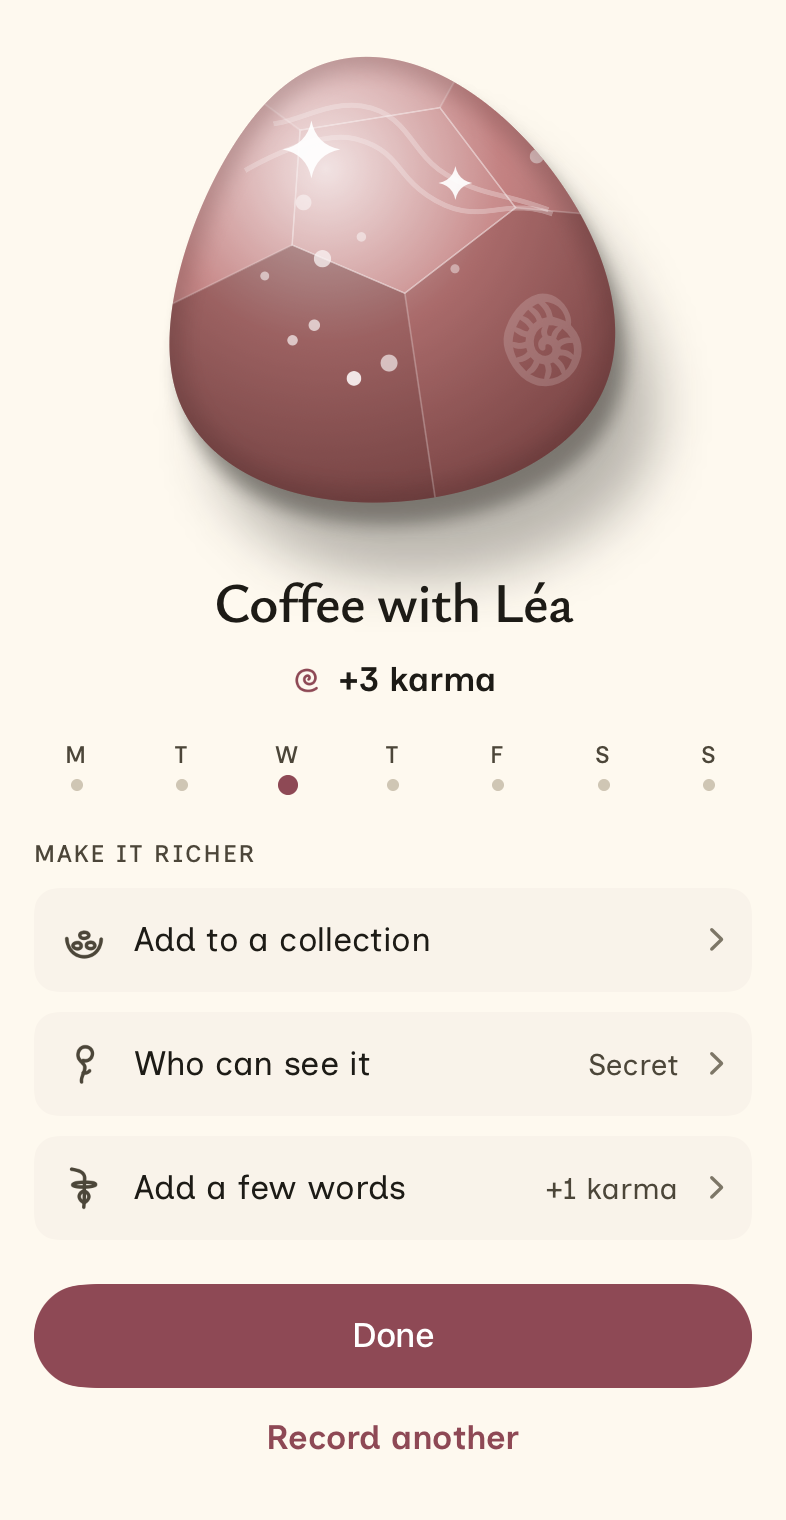 Coffee with Léa
+3 karma
M T W T F S S
MAKE IT RICHER
Add to a collection
Who can see it Secret
Add a few words +1 karma
Done
Record another